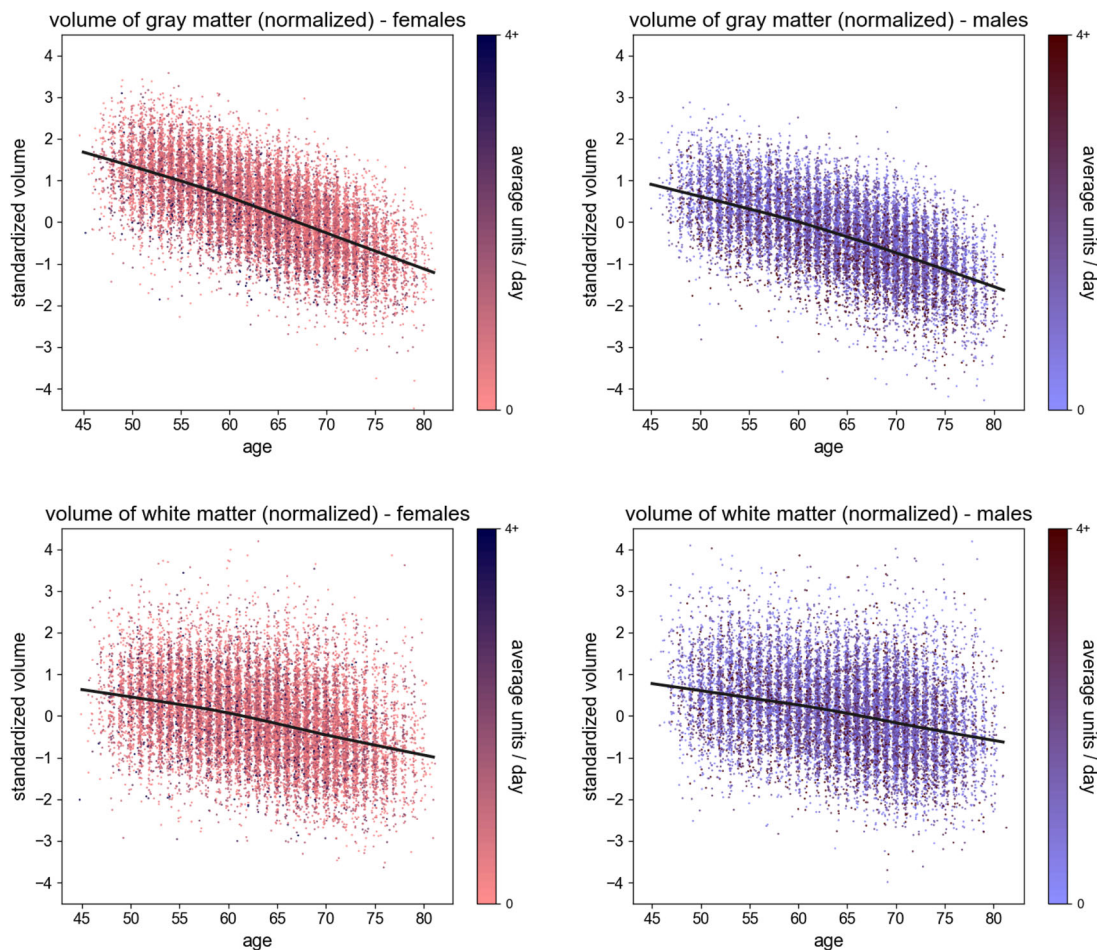 volume of gray matter (normalized) - females
4+
4
3
2
1
0
−1
−2
−3
−4
standardized volume
45 50 55 60 65 70 75 80
age
average units / day
0
volume of gray matter (normalized) - males
4+
4
3
2
1
0
−1
−2
−3
−4
standardized volume
45 50 55 60 65 70 75 80
age
average units / day
0
volume of white matter (normalized) - females
4+
4
3
2
1
0
−1
−2
−3
−4
standardized volume
45 50 55 60 65 70 75 80
age
average units / day
0
volume of white matter (normalized) - males
4+
4
3
2
1
0
−1
−2
−3
−4
standardized volume
45 50 55 60 65 70 75 80
age
average units / day
0